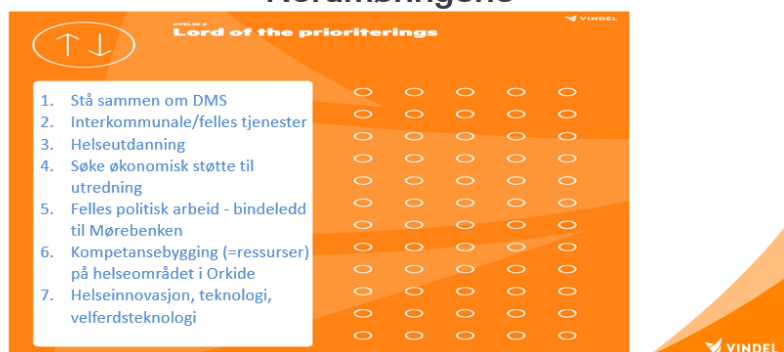 ØVELSE 4
Lord of the prioriterings
VINDEL
1. Stå sammen om DMS
2. Interkommunale/felles tjenester
3. Helseutdanning
4. Søke økonomisk støtte til
utredning
5. Felles politisk arbeid - bindeledd
til Mørebenken
6. Kompetansebygging (=ressurser)
på helseområdet i Orkide
7. Helseinnovasjon, teknologi,
velferdsteknologi
VINDEL